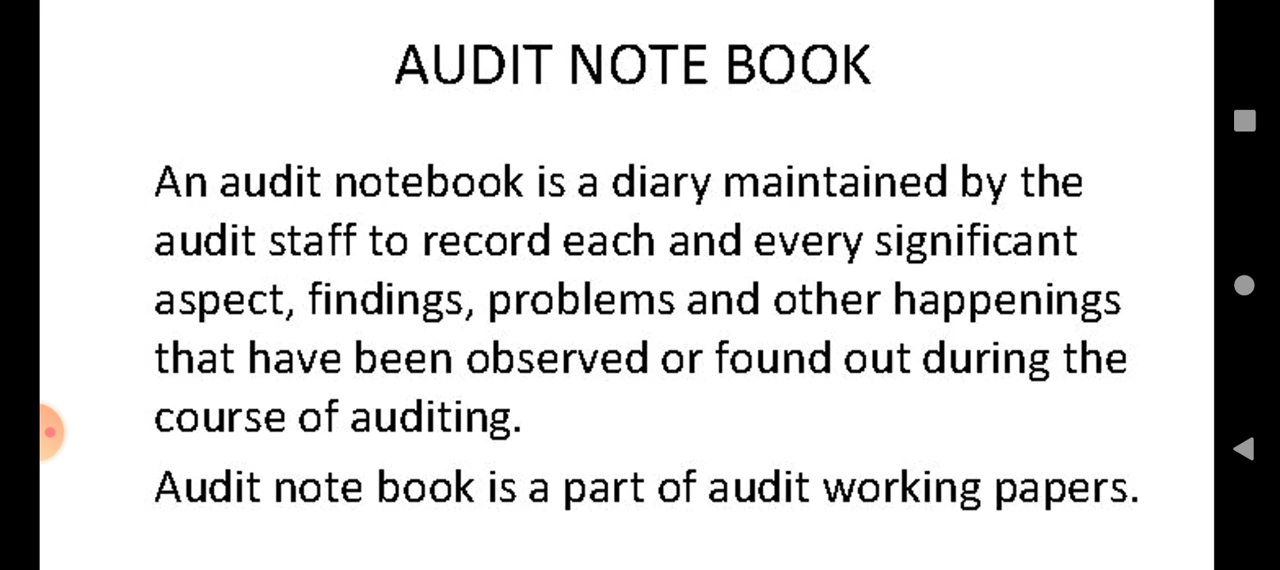 AUDIT NOTE BOOK
An audit notebook is a diary maintained by the
audit staff to record each and every significant
aspect, findings, problems and other happenings
that have been observed or found out during the
course of auditing.
Audit note book is a part of audit working papers.